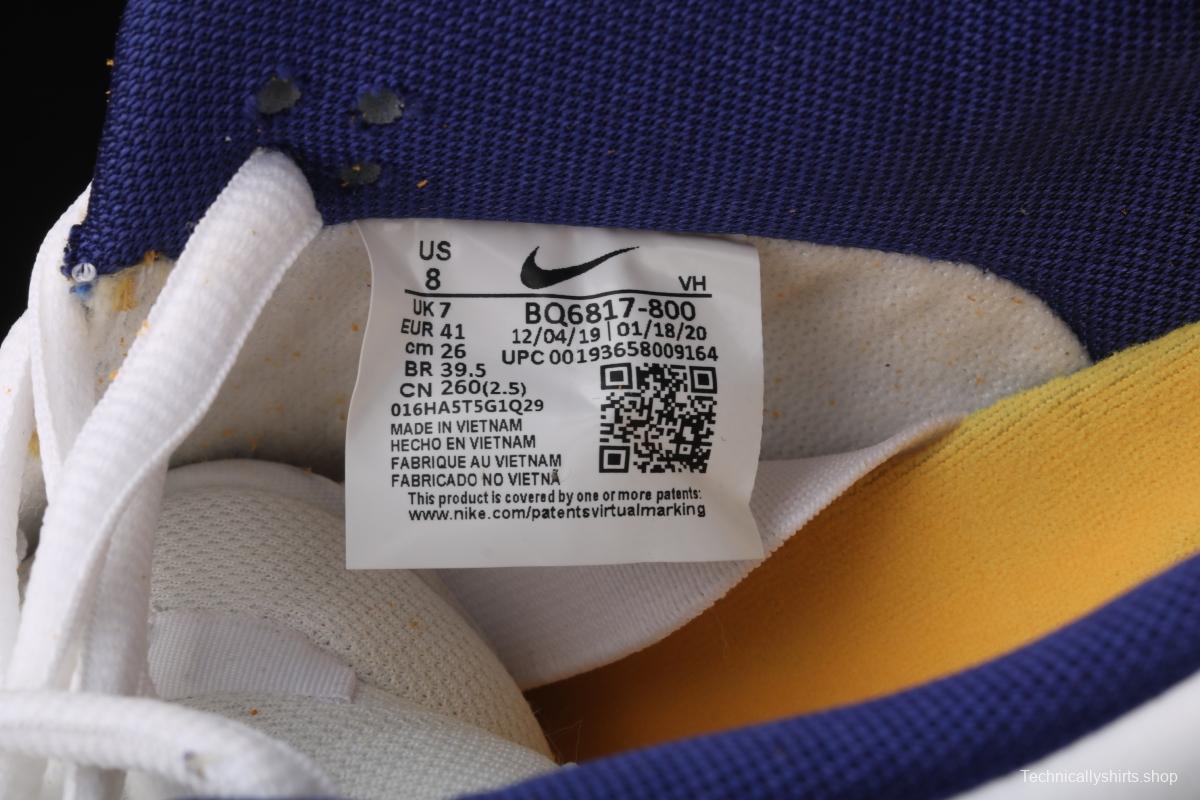 US
8
VH
UK 7
EUR 41
cm 26
BR 39.5
CN 260(2.5)
BQ6817-800
12/04/19 | 01/18/20
UPC 00193658009164
016HA5T5G1Q29
MADE IN VIETNAM
HECHO EN VIETNAM
FABRIQUE AU VIETNAM
FABRICADO NO VIETNÃ
This product is covered by one or more patents:
www.nike.com/patentsvirtualmarking
Technicallyshirts.shop